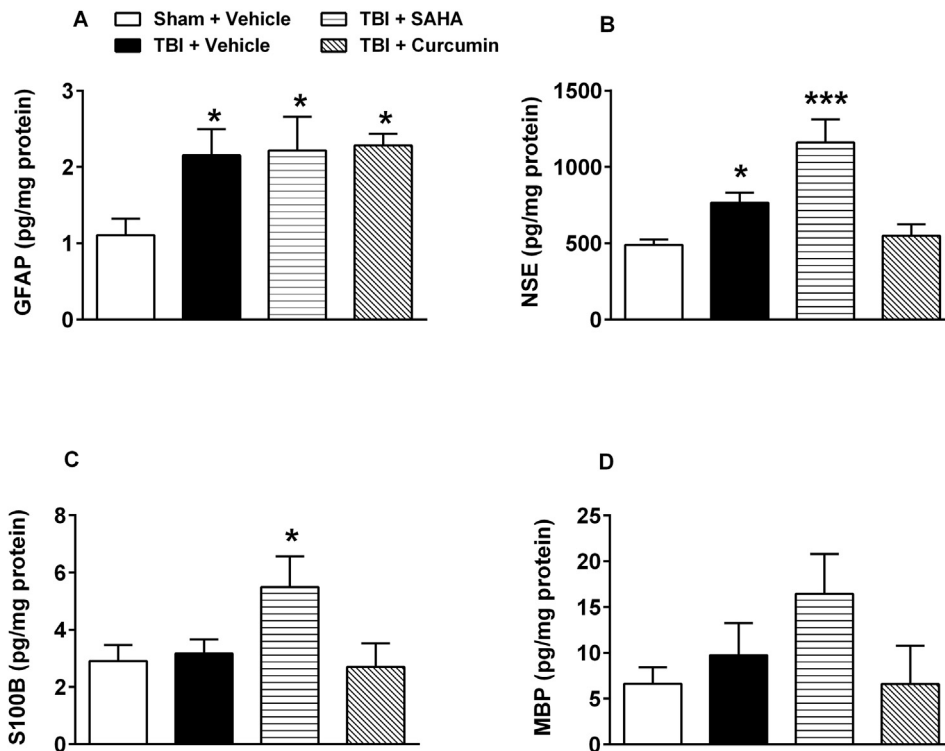 A
Sham + Vehicle
TBI + SAHA
TBI + Vehicle
TBI + Curcumin
GFAP (pg/mg protein)
3
2
1
0
*
*
*
B
NSE (pg/mg protein)
1500
1000
500
0
*
***
C
S100B (pg/mg protein)
8
6
4
2
0
*
D
MBP (pg/mg protein)
25
20
15
10
5
0